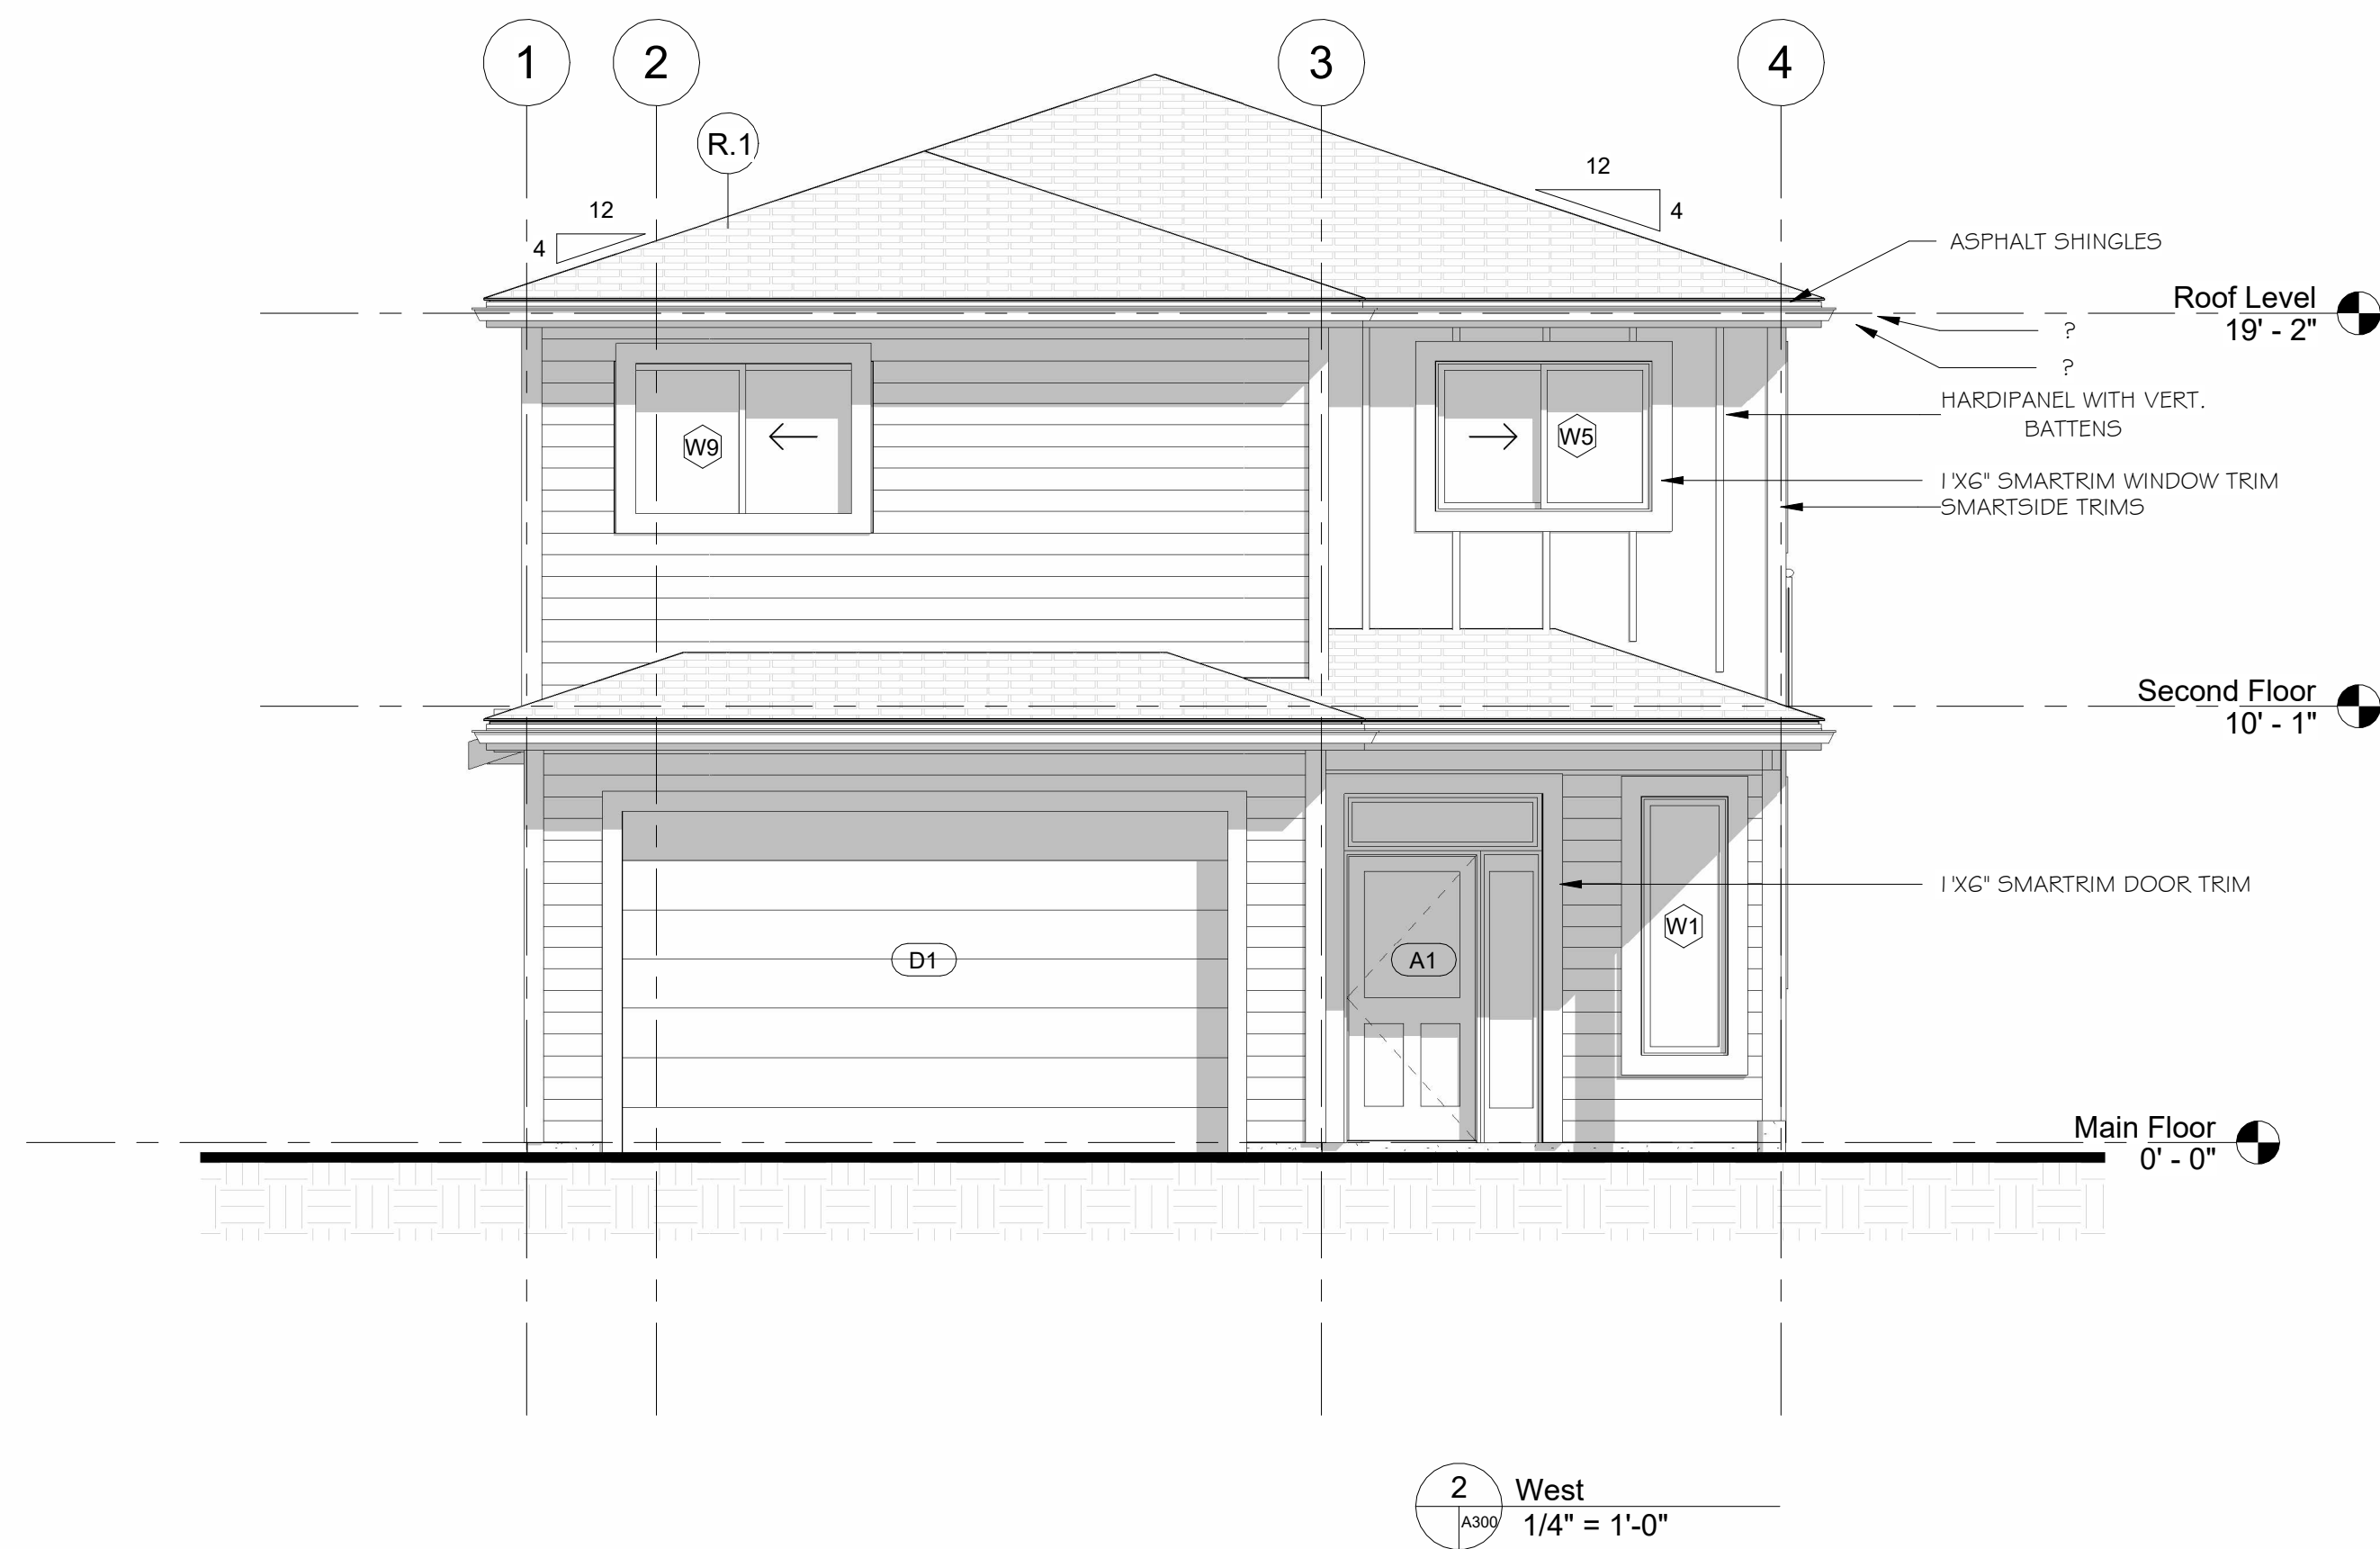 1
2
3
4
R.1
12
4
12
4
ASPHALT SHINGLES
Roof Level
19' - 2"
?
?
HARDIPANEL WITH VERT.
BATTENS
W9
W5
1"X6" SMARTRIM WINDOW TRIM
SMARTSIDE TRIMS
Second Floor
10' - 1"
1"X6" SMARTRIM DOOR TRIM
W1
D1
A1
Main Floor
0' - 0"
2
West
A300
1/4" = 1'-0"